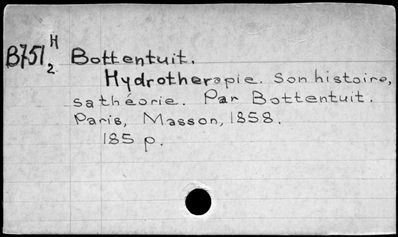 B751 H Bottentuit.
2
Hydrotherapie. Son histoire,
sa théorie. Par Bottentuit.
Paris, Masson, 1858.
185 p.